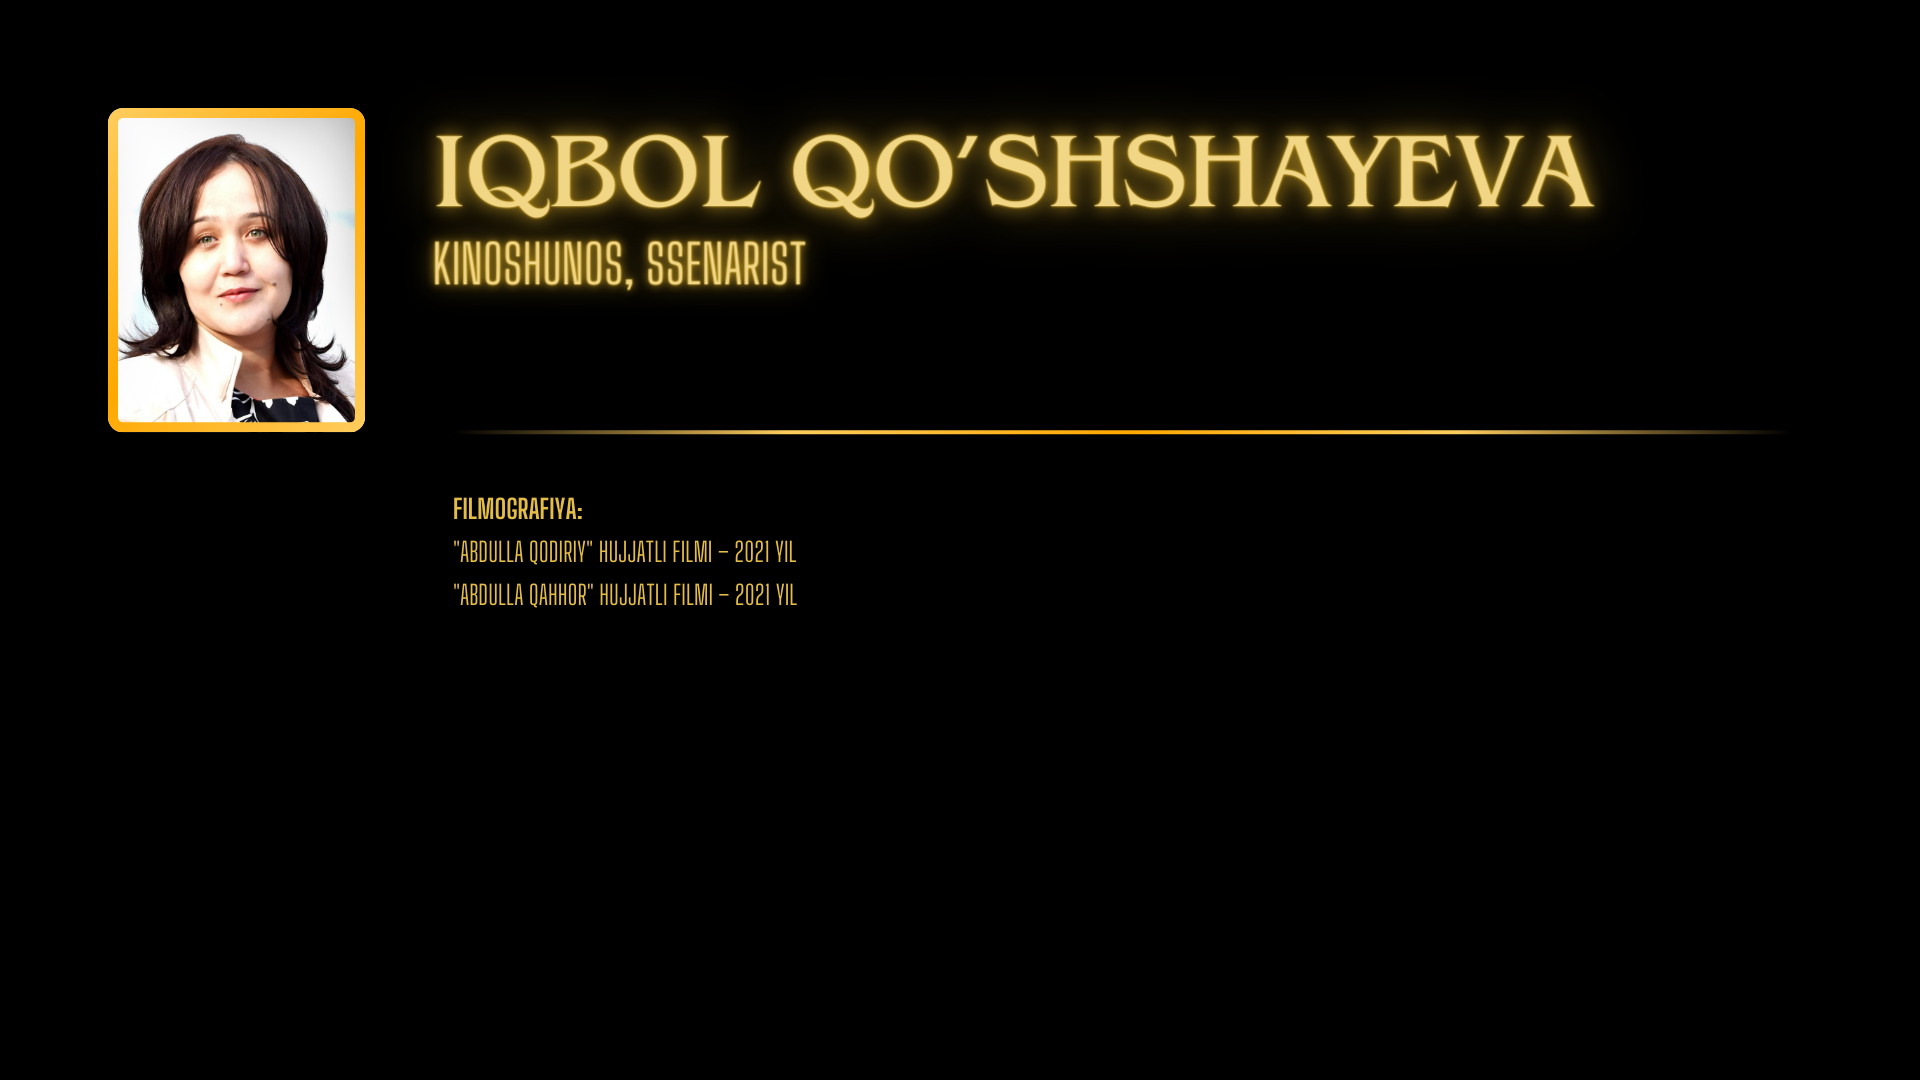 IQBOL QO'SHSHAYEVA
KINOSHUNOS, SSENARIST
FILMOGRAFIYA:
"ABDULLA QODIRIY" HUJJATLI FILMI – 2021 YIL
"ABDULLA QAHHOR" HUJJATLI FILMI – 2021 YIL